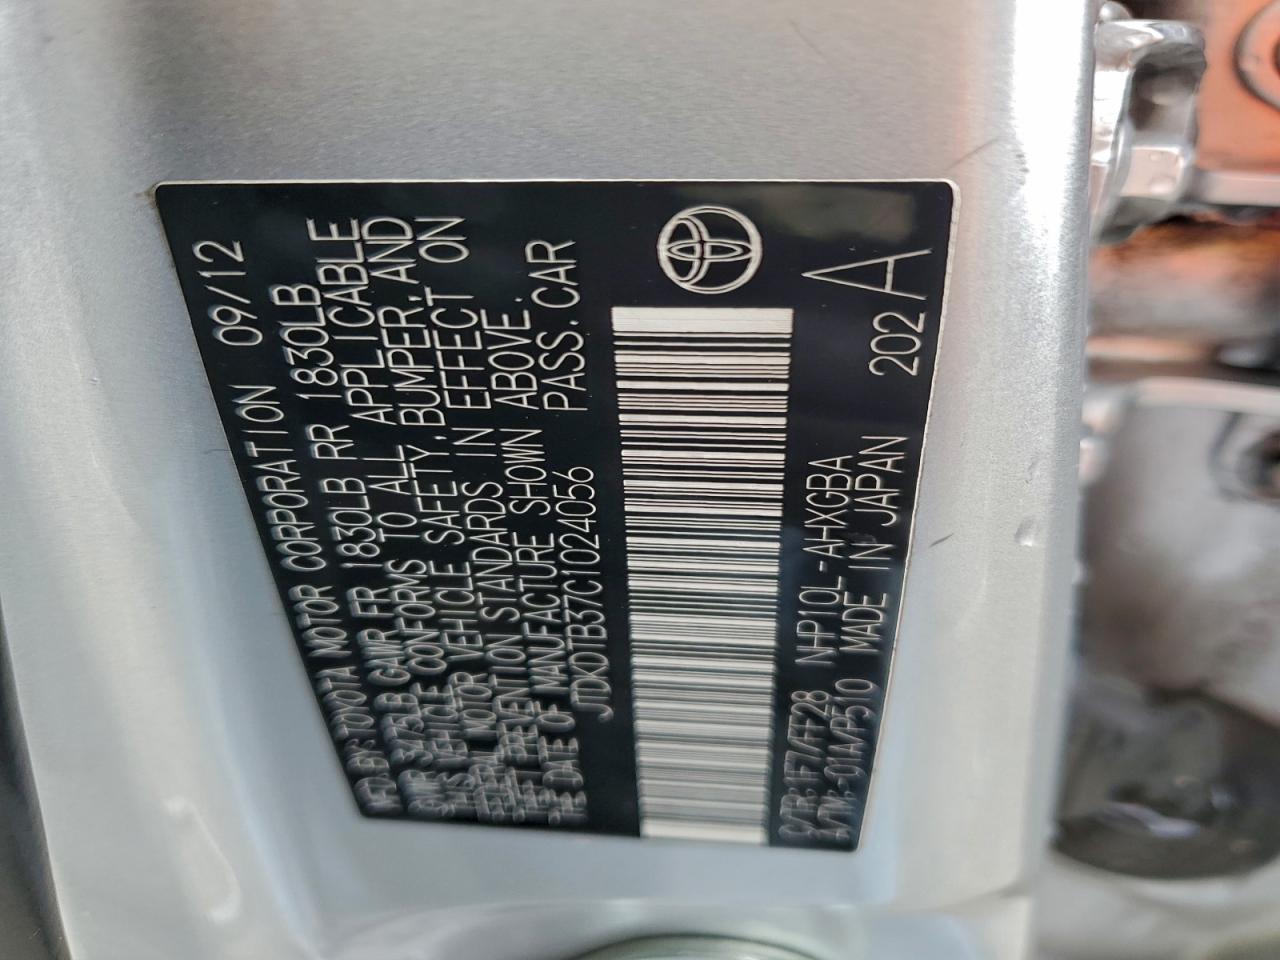 MFD.BY:TOYOTA MOTOR CORPORATION 09/12
GVWR 3275LB GAWR FR 1830LB RR 1830LB
THIS VEHICLE CONFORMS TO ALL APPLICABLE
FEDERAL MOTOR VEHICLE SAFETY,BUMPER,AND
THEFT PREVENTION STANDARDS IN EFFECT ON
THE DATE OF MANUFACTURE SHOWN ABOVE.
JTDKDTB37C1024056 PASS.CAR
C/TR:1F7/FF28 NHP10L-AHXGBA 202 A
A/TM:-01A/P510 MADE IN JAPAN